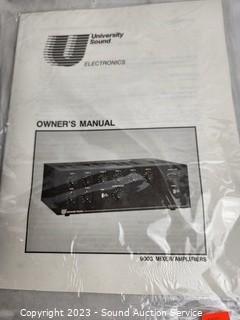 University
Sound
ELECTRONICS
OWNER'S MANUAL
9000 MIXER/AMPLIFIERS
Copyright © 2023 - Sound Auction Service